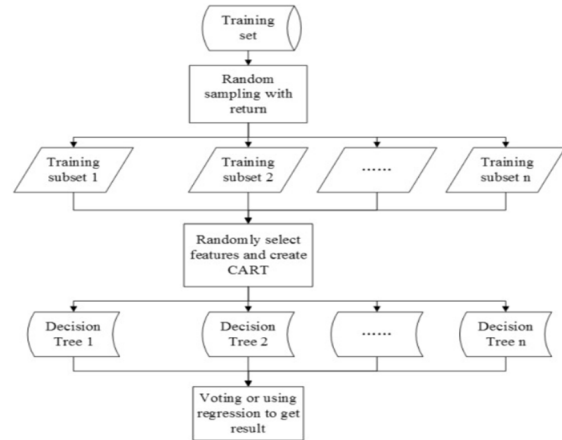 Training
set
Random
sampling with
return
Training
subset 1
Training
subset 2
......
Training
subset n
Randomly select
features and create
CART
Decision
Tree 1
Decision
Tree 2
......
Decision
Tree n
Voting or using
regression to get
result